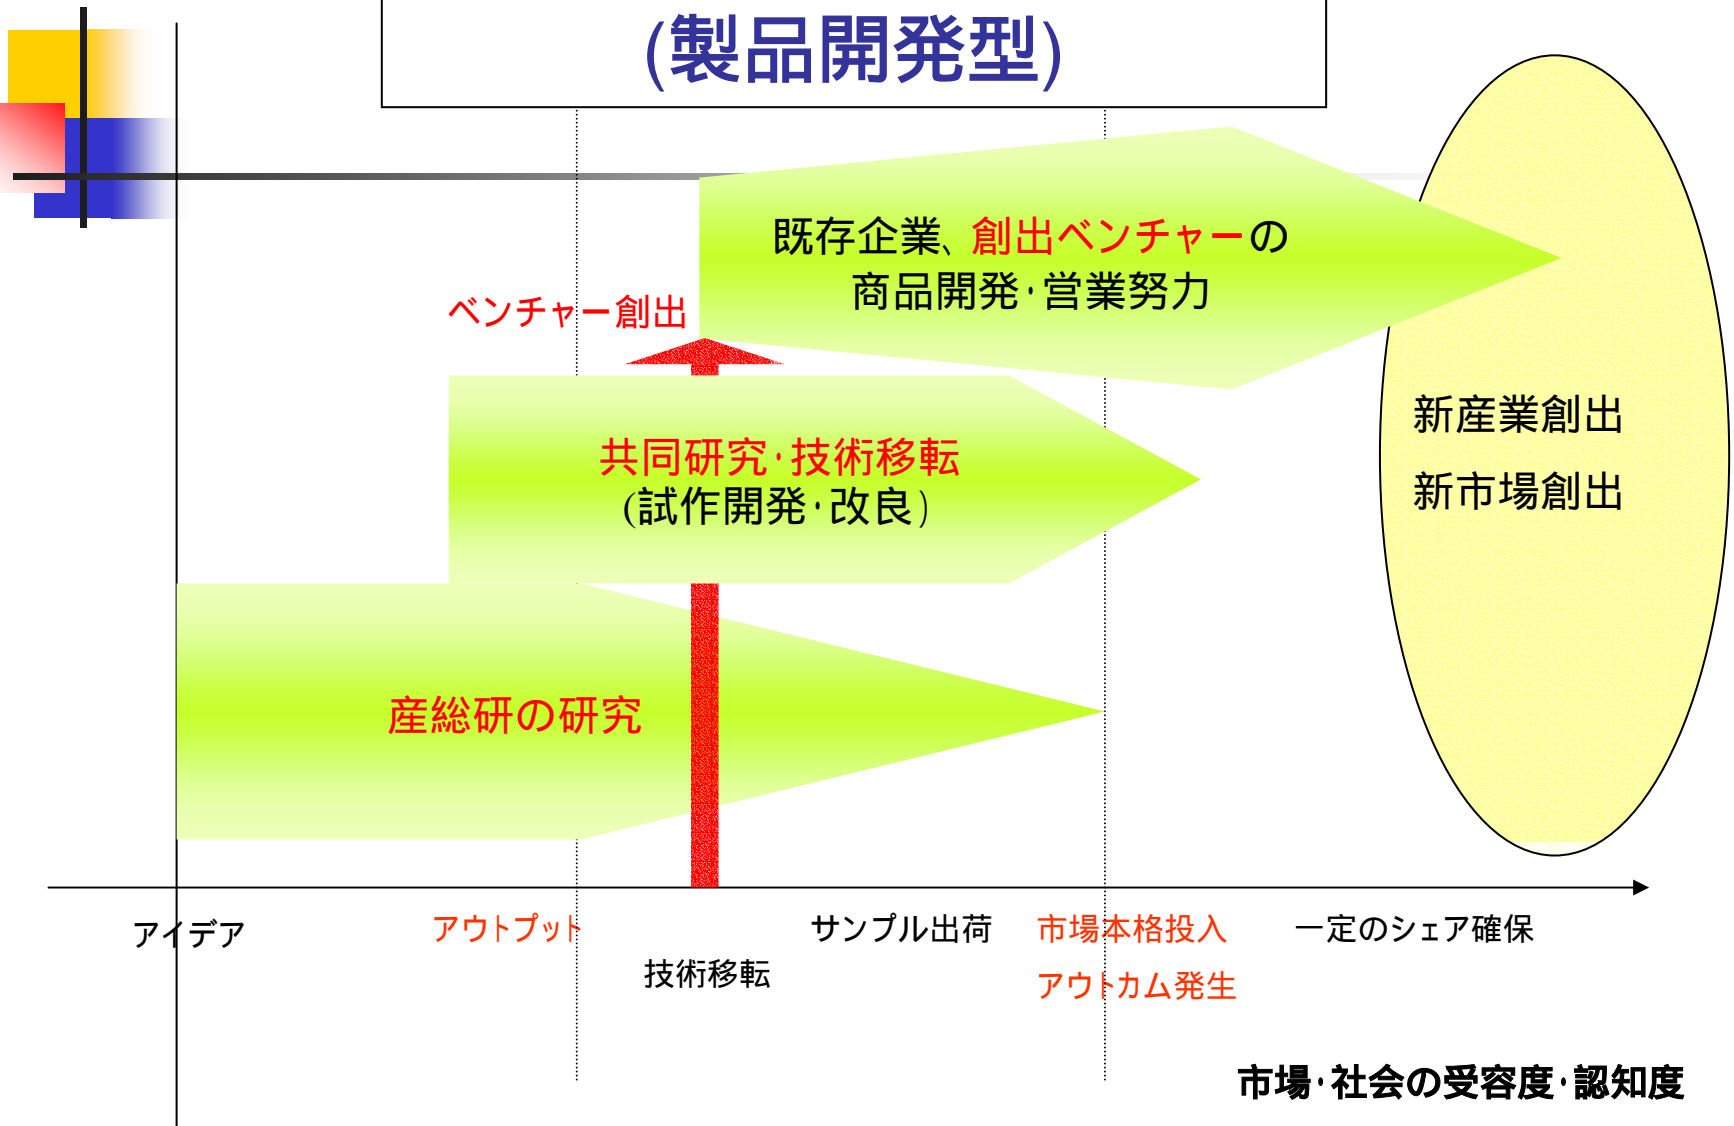 (製品開発型)
既存企業、創出ベンチャーの
商品開発・営業努力
ベンチャー創出
新産業創出
新市場創出
共同研究・技術移転
(試作開発・改良)
産総研の研究
アイデア
アウトプット
技術移転
サンプル出荷
市場本格投入
アウトカム発生
一定のシェア確保
市場・社会の受容度・認知度